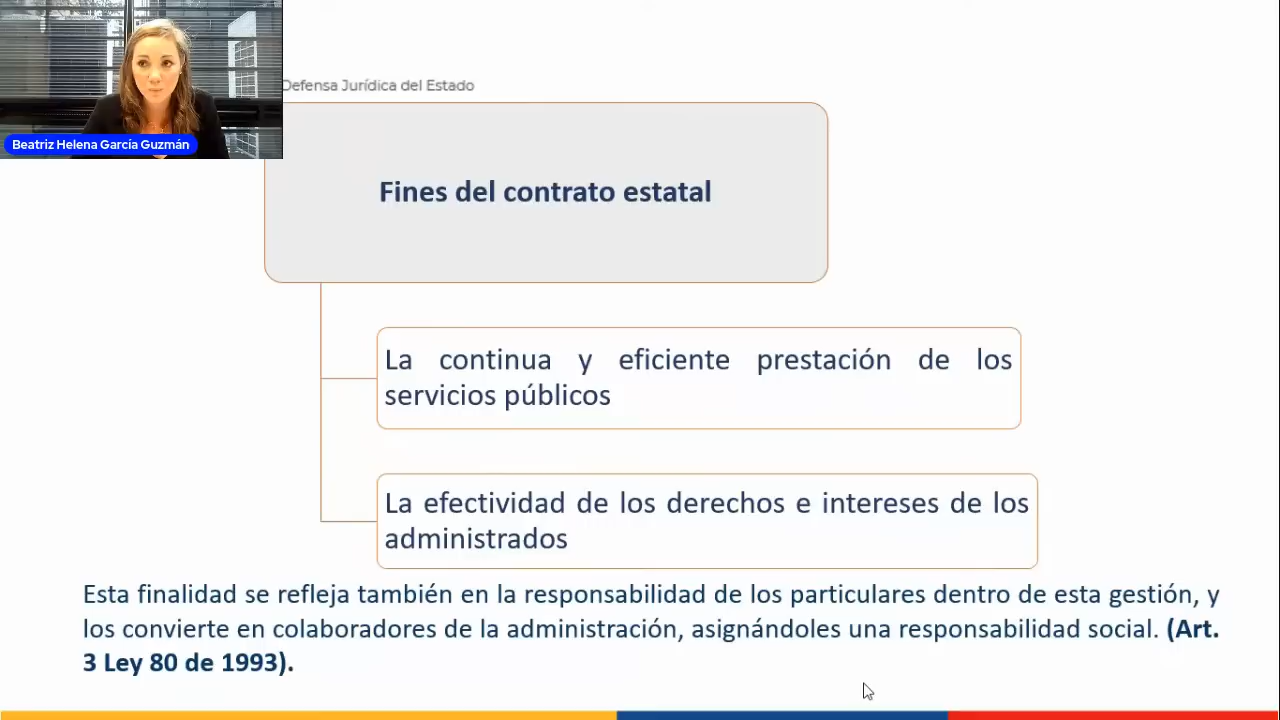 Defensa Jurídica del Estado
Beatriz Helena García Guzmán
Fines del contrato estatal
La continua y eficiente prestación de los
servicios públicos
La efectividad de los derechos e intereses de los
administrados
Esta finalidad se refleja también en la responsabilidad de los particulares dentro de esta gestión, y
los convierte en colaboradores de la administración, asignándoles una responsabilidad social. (Art.
3 Ley 80 de 1993).